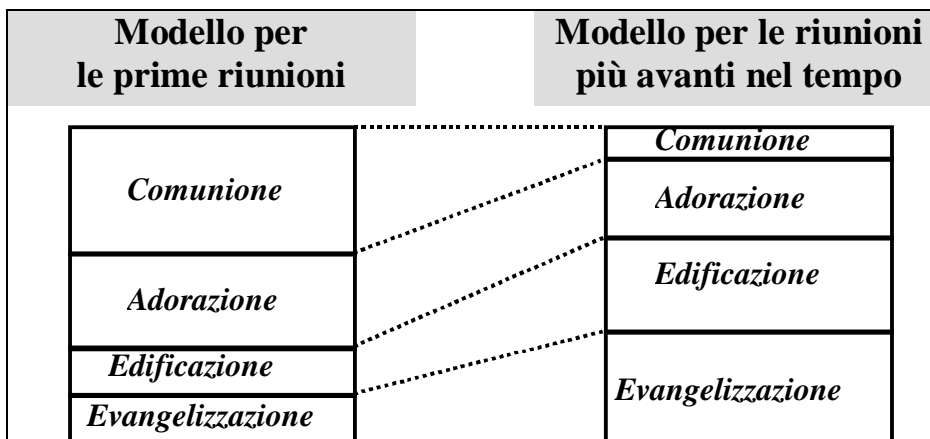 Modello per
le prime riunioni
Comunione
Adorazione
Edificazione
Evangelizzazione
Modello per le riunioni
più avanti nel tempo
Comunione
Adorazione
Edificazione
Evangelizzazione